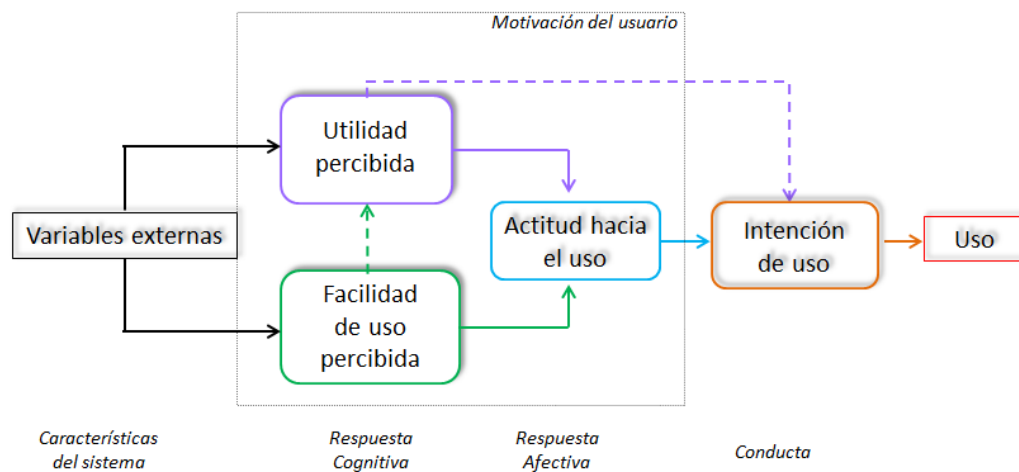 Motivación del usuario
Utilidad
percibida
Variables externas
Actitud hacia
el uso
Intención
de uso
Uso
Facilidad
de uso
percibida
Características
del sistema
Respuesta
Cognitiva
Respuesta
Afectiva
Conducta